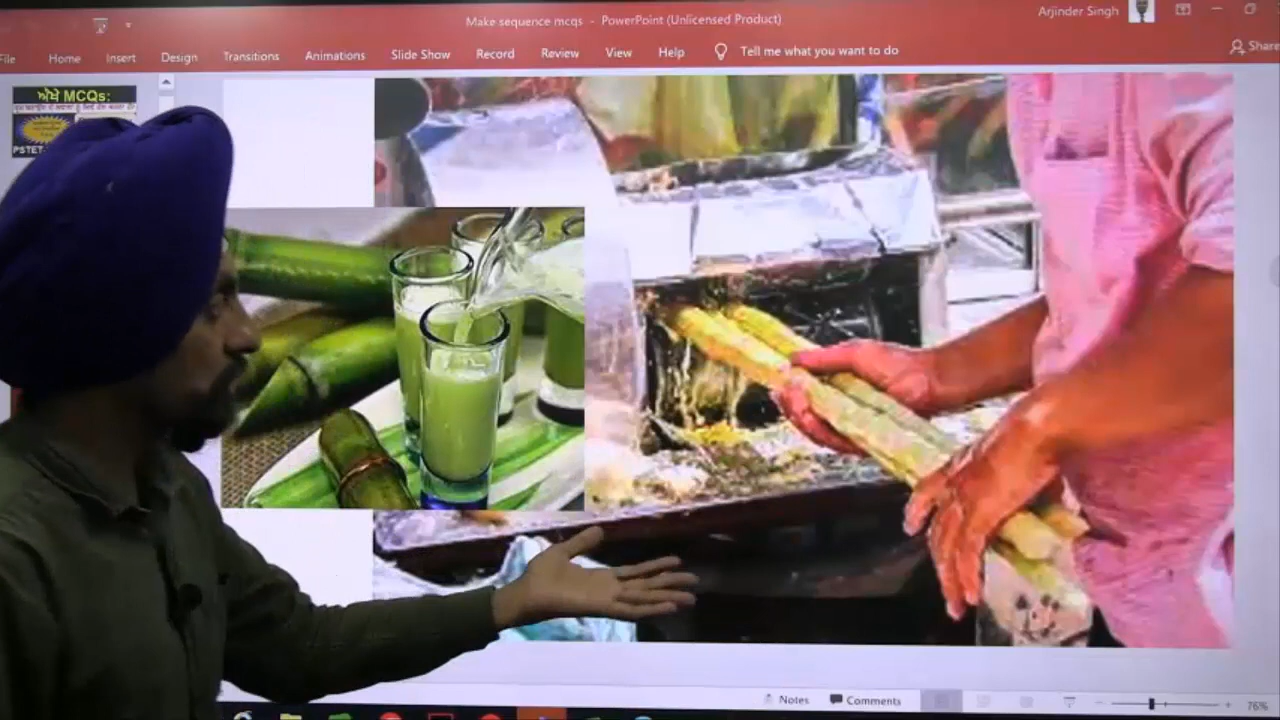 Make sequence mcqs - PowerPoint (Unlicensed Product)
Arjinder Singh
File Home Insert Design Transitions Animations Slide Show Record Review View Help Tell me what you want to do
Share
ਔਖੇ MCQs:
PSTET
Notes Comments 76%